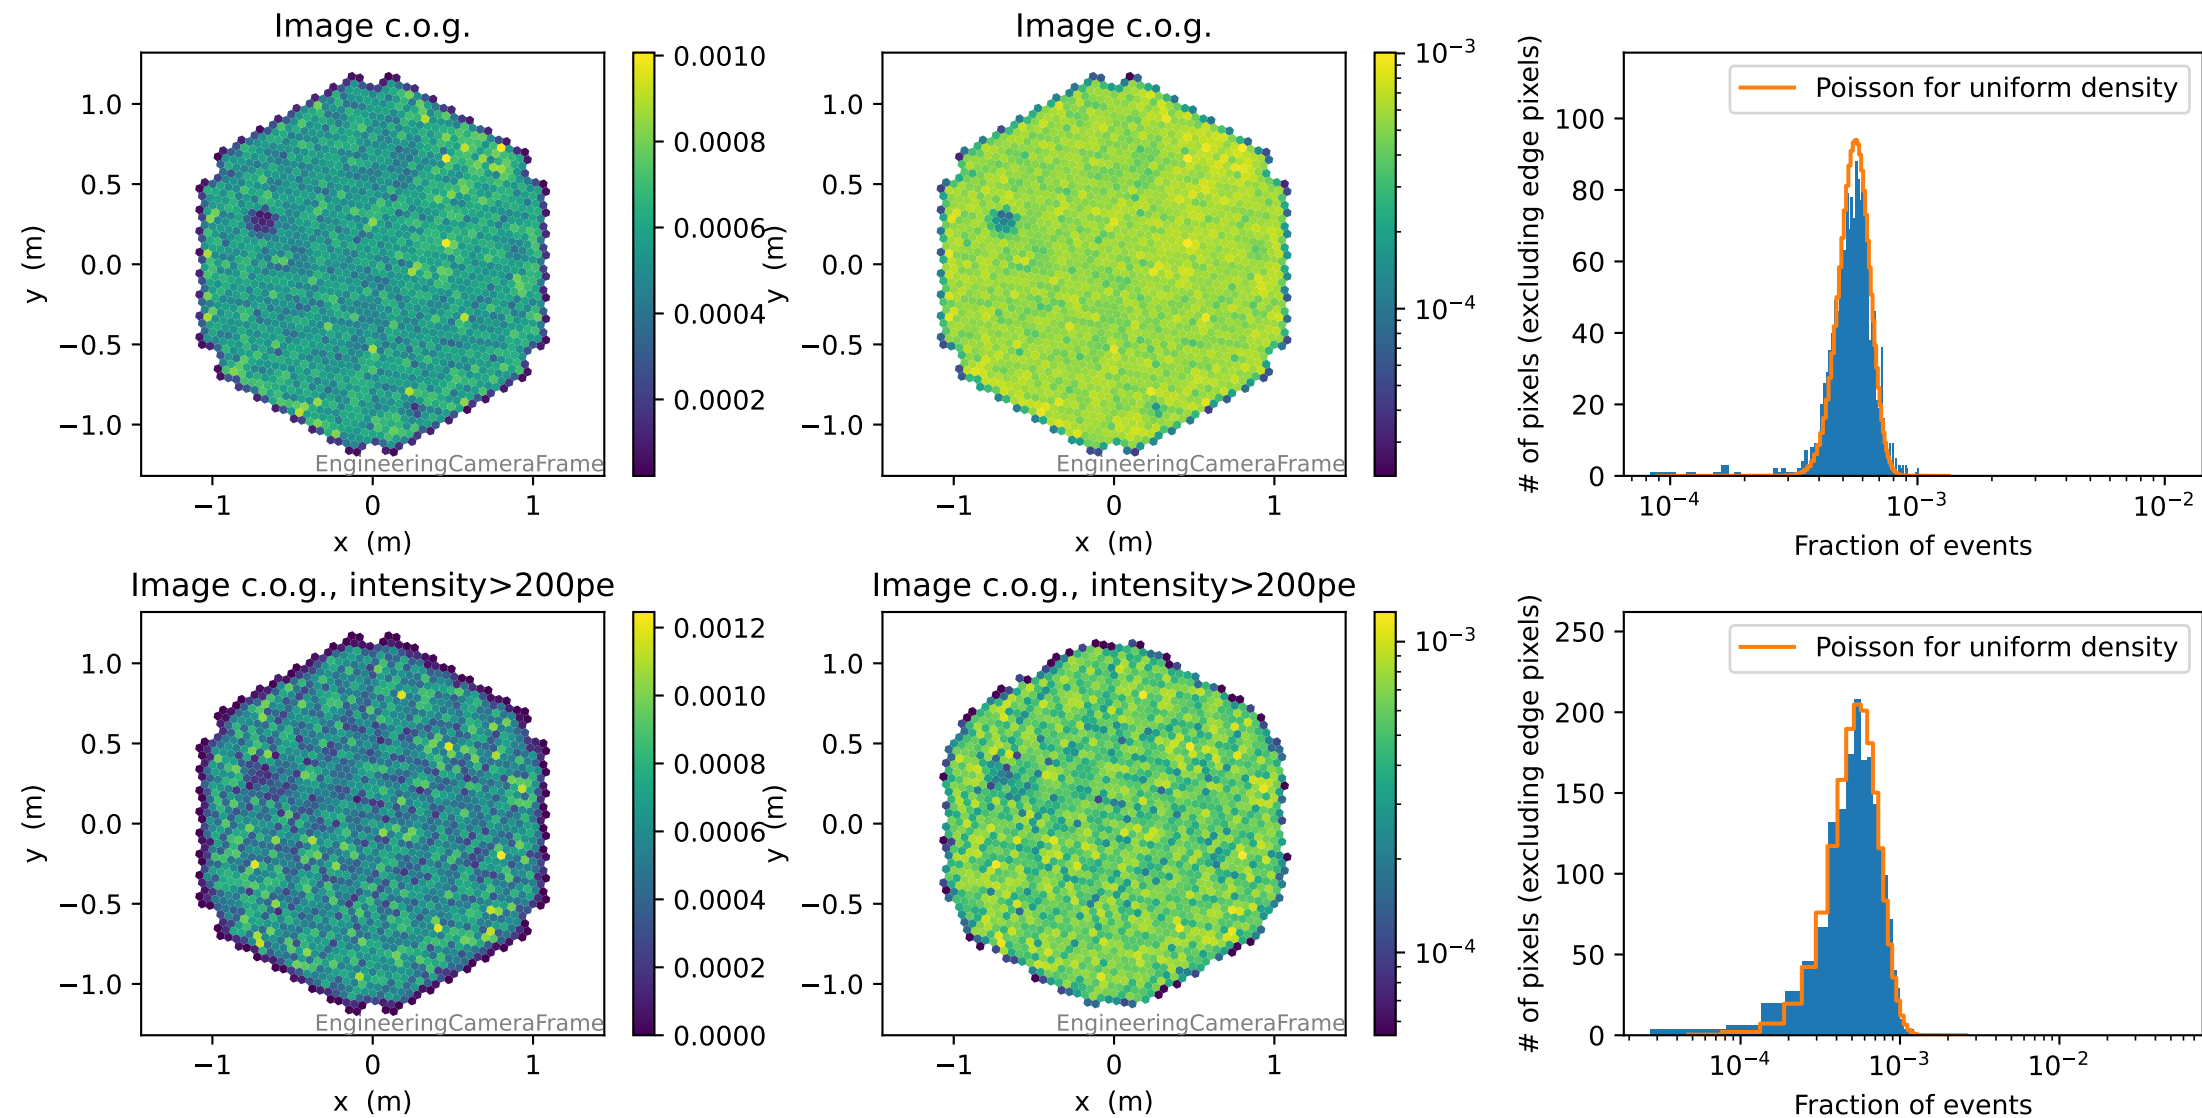 Image c.o.g.
y (m)
1.0
0.5
0.0
−0.5
−1.0
−1 0 1
x (m)
EngineeringCameraFrame
0.0010
0.0008
0.0006
0.0004
0.0002
Image c.o.g.
y (m)
1.0
0.5
0.0
−0.5
−1.0
−1 0 1
x (m)
EngineeringCameraFrame
10⁻³
10⁻⁴
# of pixels (excluding edge pixels)
100
80
60
40
20
0
Poisson for uniform density
10⁻⁴ 10⁻³ 10⁻²
Fraction of events
Image c.o.g., intensity>200pe
y (m)
1.0
0.5
0.0
−0.5
−1.0
−1 0 1
x (m)
EngineeringCameraFrame
0.0012
0.0010
0.0008
0.0006
0.0004
0.0002
0.0000
Image c.o.g., intensity>200pe
y (m)
1.0
0.5
0.0
−0.5
−1.0
−1 0 1
x (m)
EngineeringCameraFrame
10⁻³
10⁻⁴
# of pixels (excluding edge pixels)
250
200
150
100
50
0
Poisson for uniform density
10⁻⁴ 10⁻³ 10⁻²
Fraction of events